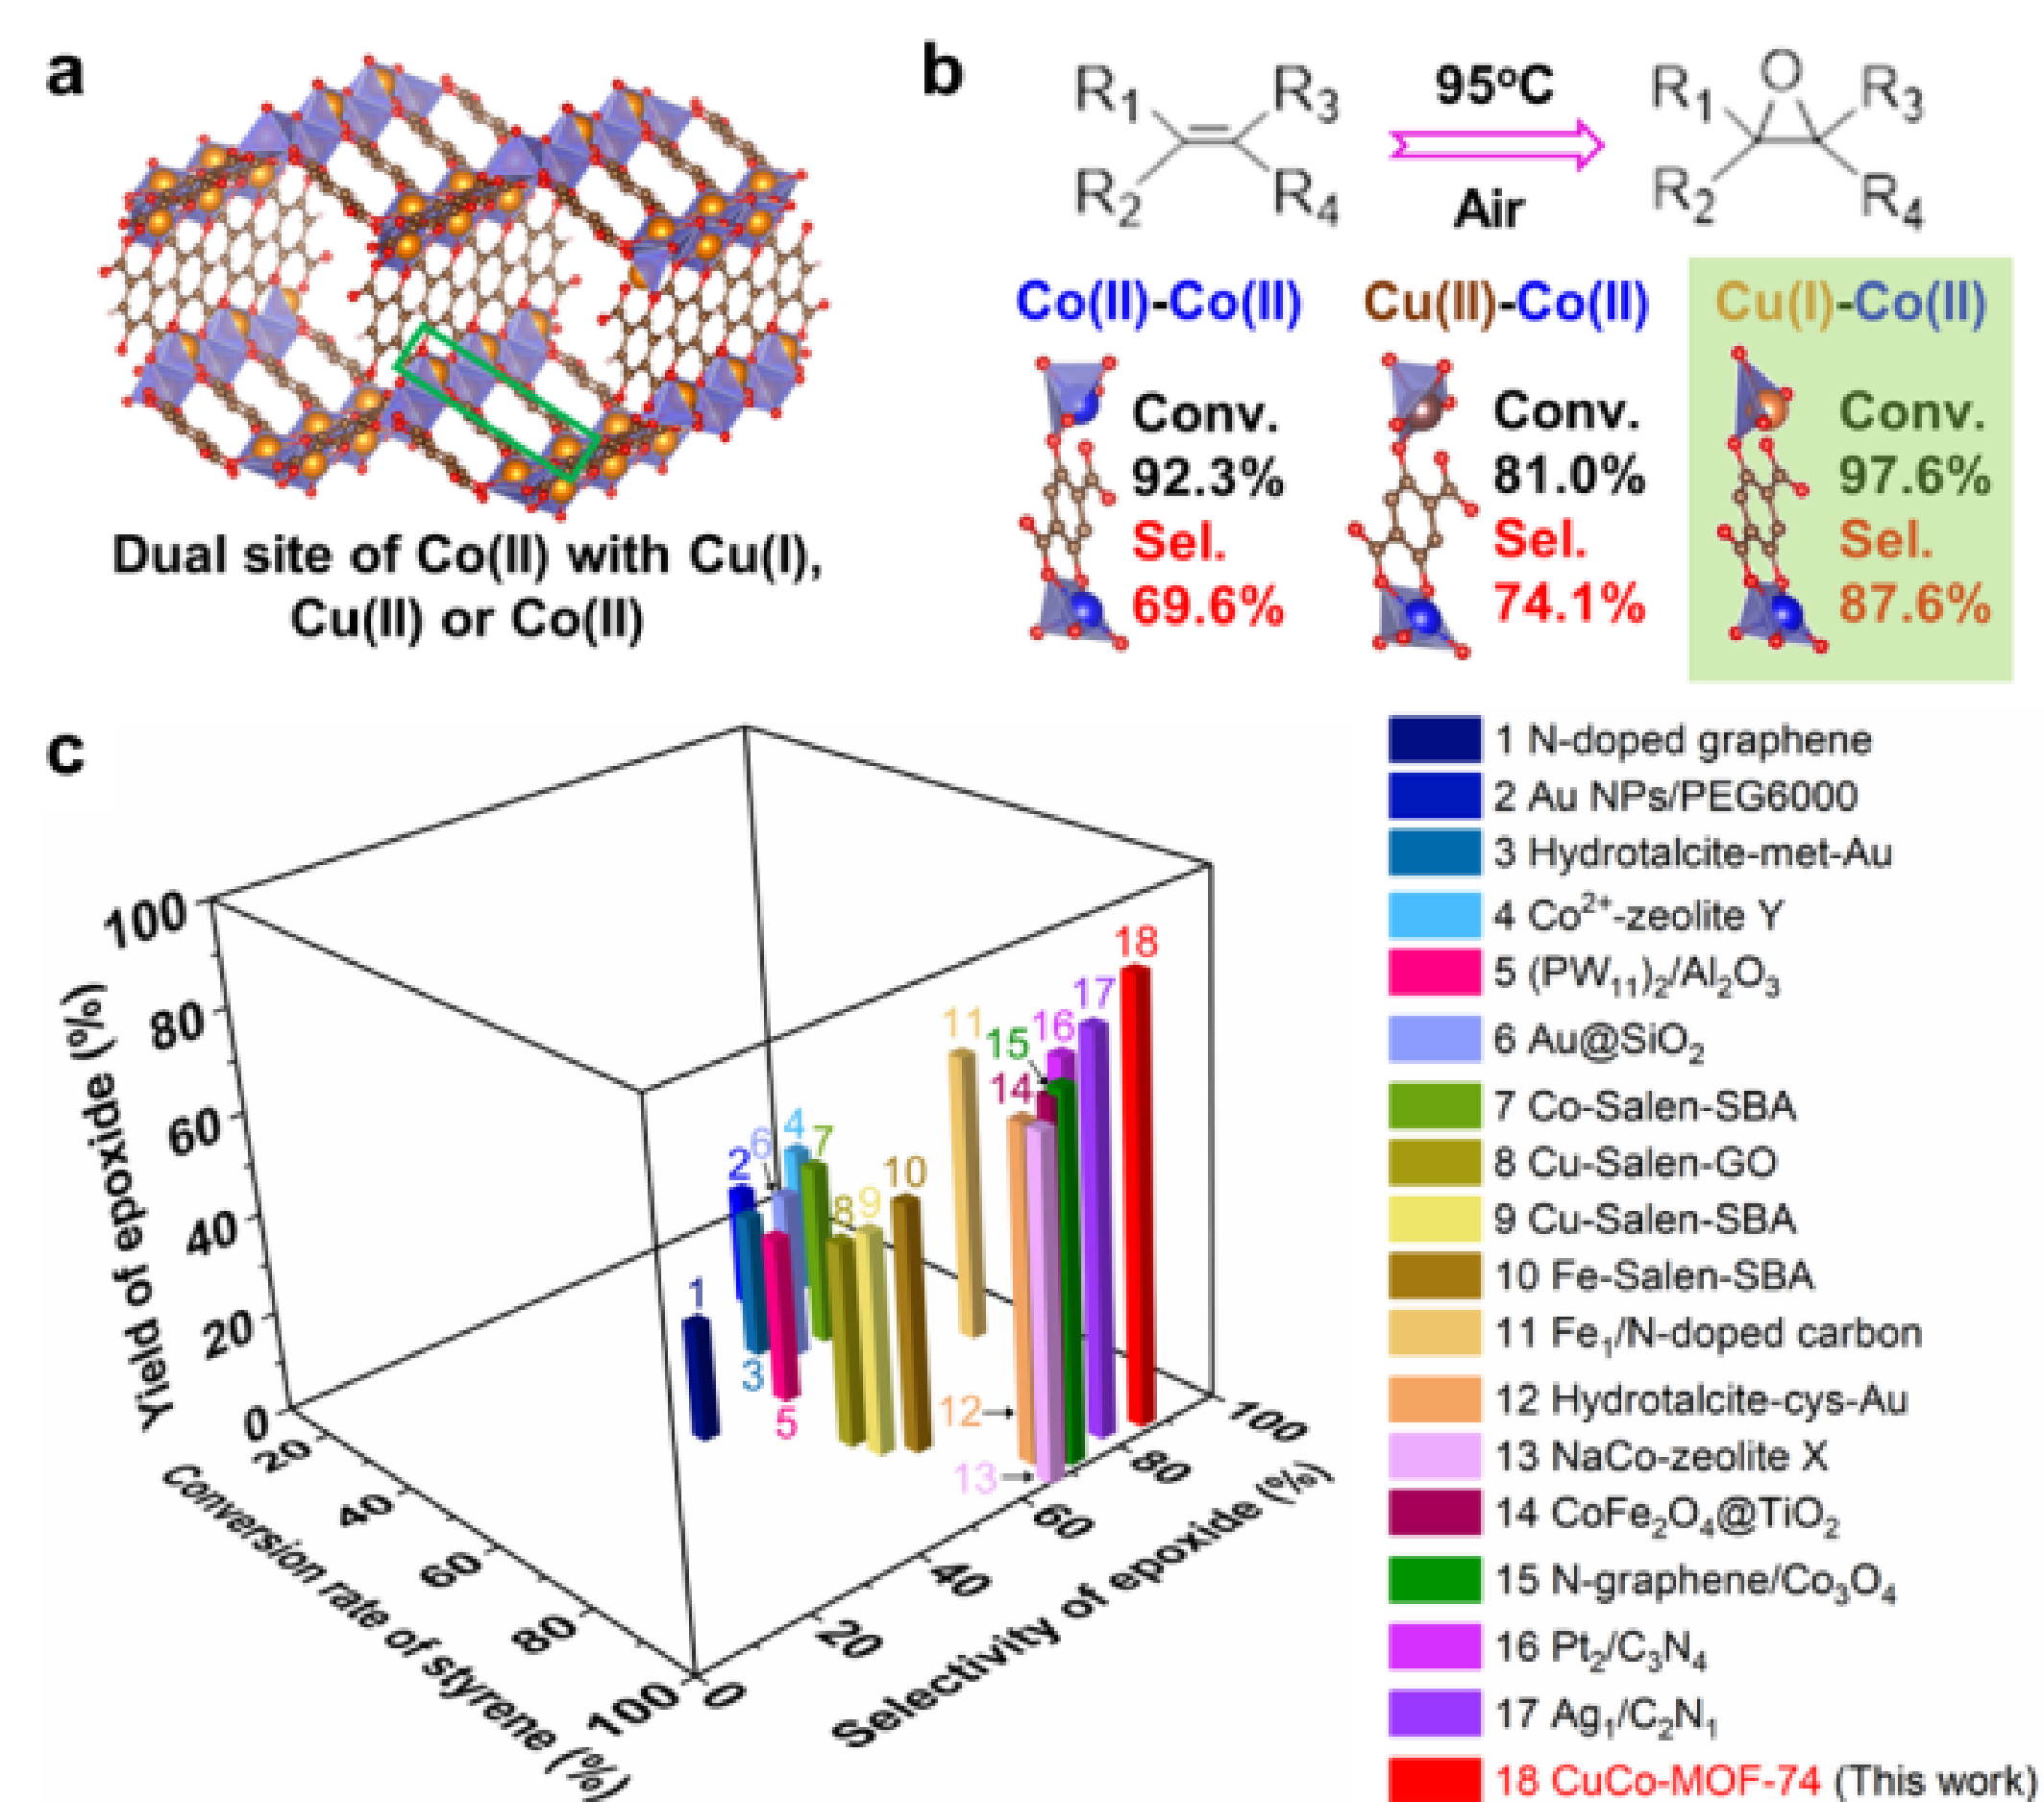 a
Dual site of Co(II) with Cu(I),
Cu(II) or Co(II)
b
R1 R3
R2 R4
95°C
Air
O
R1 R3
R2 R4
Co(II)-Co(II)
Conv.
92.3%
Sel.
69.6%
Cu(II)-Co(II)
Conv.
81.0%
Sel.
74.1%
Cu(I)-Co(II)
Conv.
97.6%
Sel.
87.6%
c
Yield of epoxide (%)
100
80
60
40
20
0
Conversion rate of styrene (%)
20
40
60
80
100
Selectivity of epoxide (%)
0
20
40
60
80
100
1
2
3
4
5
6
7
8
9
10
11
12
13
14
15
16
17
18
1 N-doped graphene
2 Au NPs/PEG6000
3 Hydrotalcite-met-Au
4 Co²⁺-zeolite Y
5 (PW₁₁)₂/Al₂O₃
6 Au@SiO₂
7 Co-Salen-SBA
8 Cu-Salen-GO
9 Cu-Salen-SBA
10 Fe-Salen-SBA
11 Fe₁/N-doped carbon
12 Hydrotalcite-cys-Au
13 NaCo-zeolite X
14 CoFe₂O₄@TiO₂
15 N-graphene/Co₃O₄
16 Pt₂/C₃N₄
17 Ag₁/C₂N₁
18 CuCo-MOF-74 (This work)